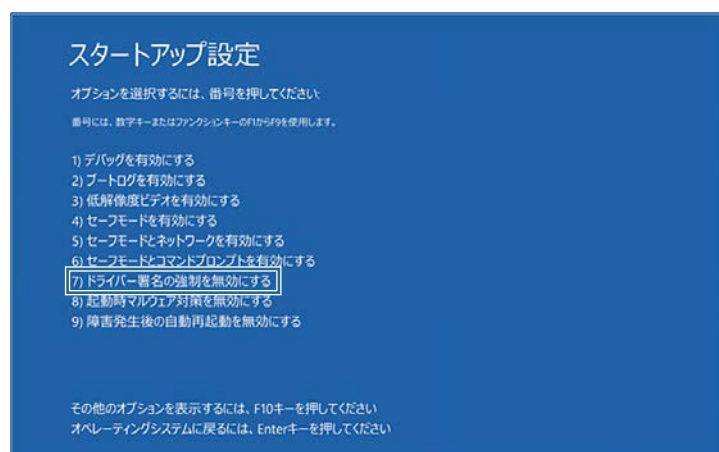 スタートアップ設定
オプションを選択するには、番号を押してください:
番号には、数字キーまたはファンクションキーのF1からF9を使用します。
1) デバッグを有効にする
2) ブートログを有効にする
3) 低解像度ビデオを有効にする
4) セーフモードを有効にする
5) セーフモードとネットワークを有効にする
6) セーフモードとコマンドプロンプトを有効にする
7) ドライバー署名の強制を無効にする
8) 起動時マルウェア対策を無効にする
9) 障害発生後の自動再起動を無効にする
その他のオプションを表示するには、F10キーを押してください
オペレーティングシステムに戻るには、Enterキーを押してください